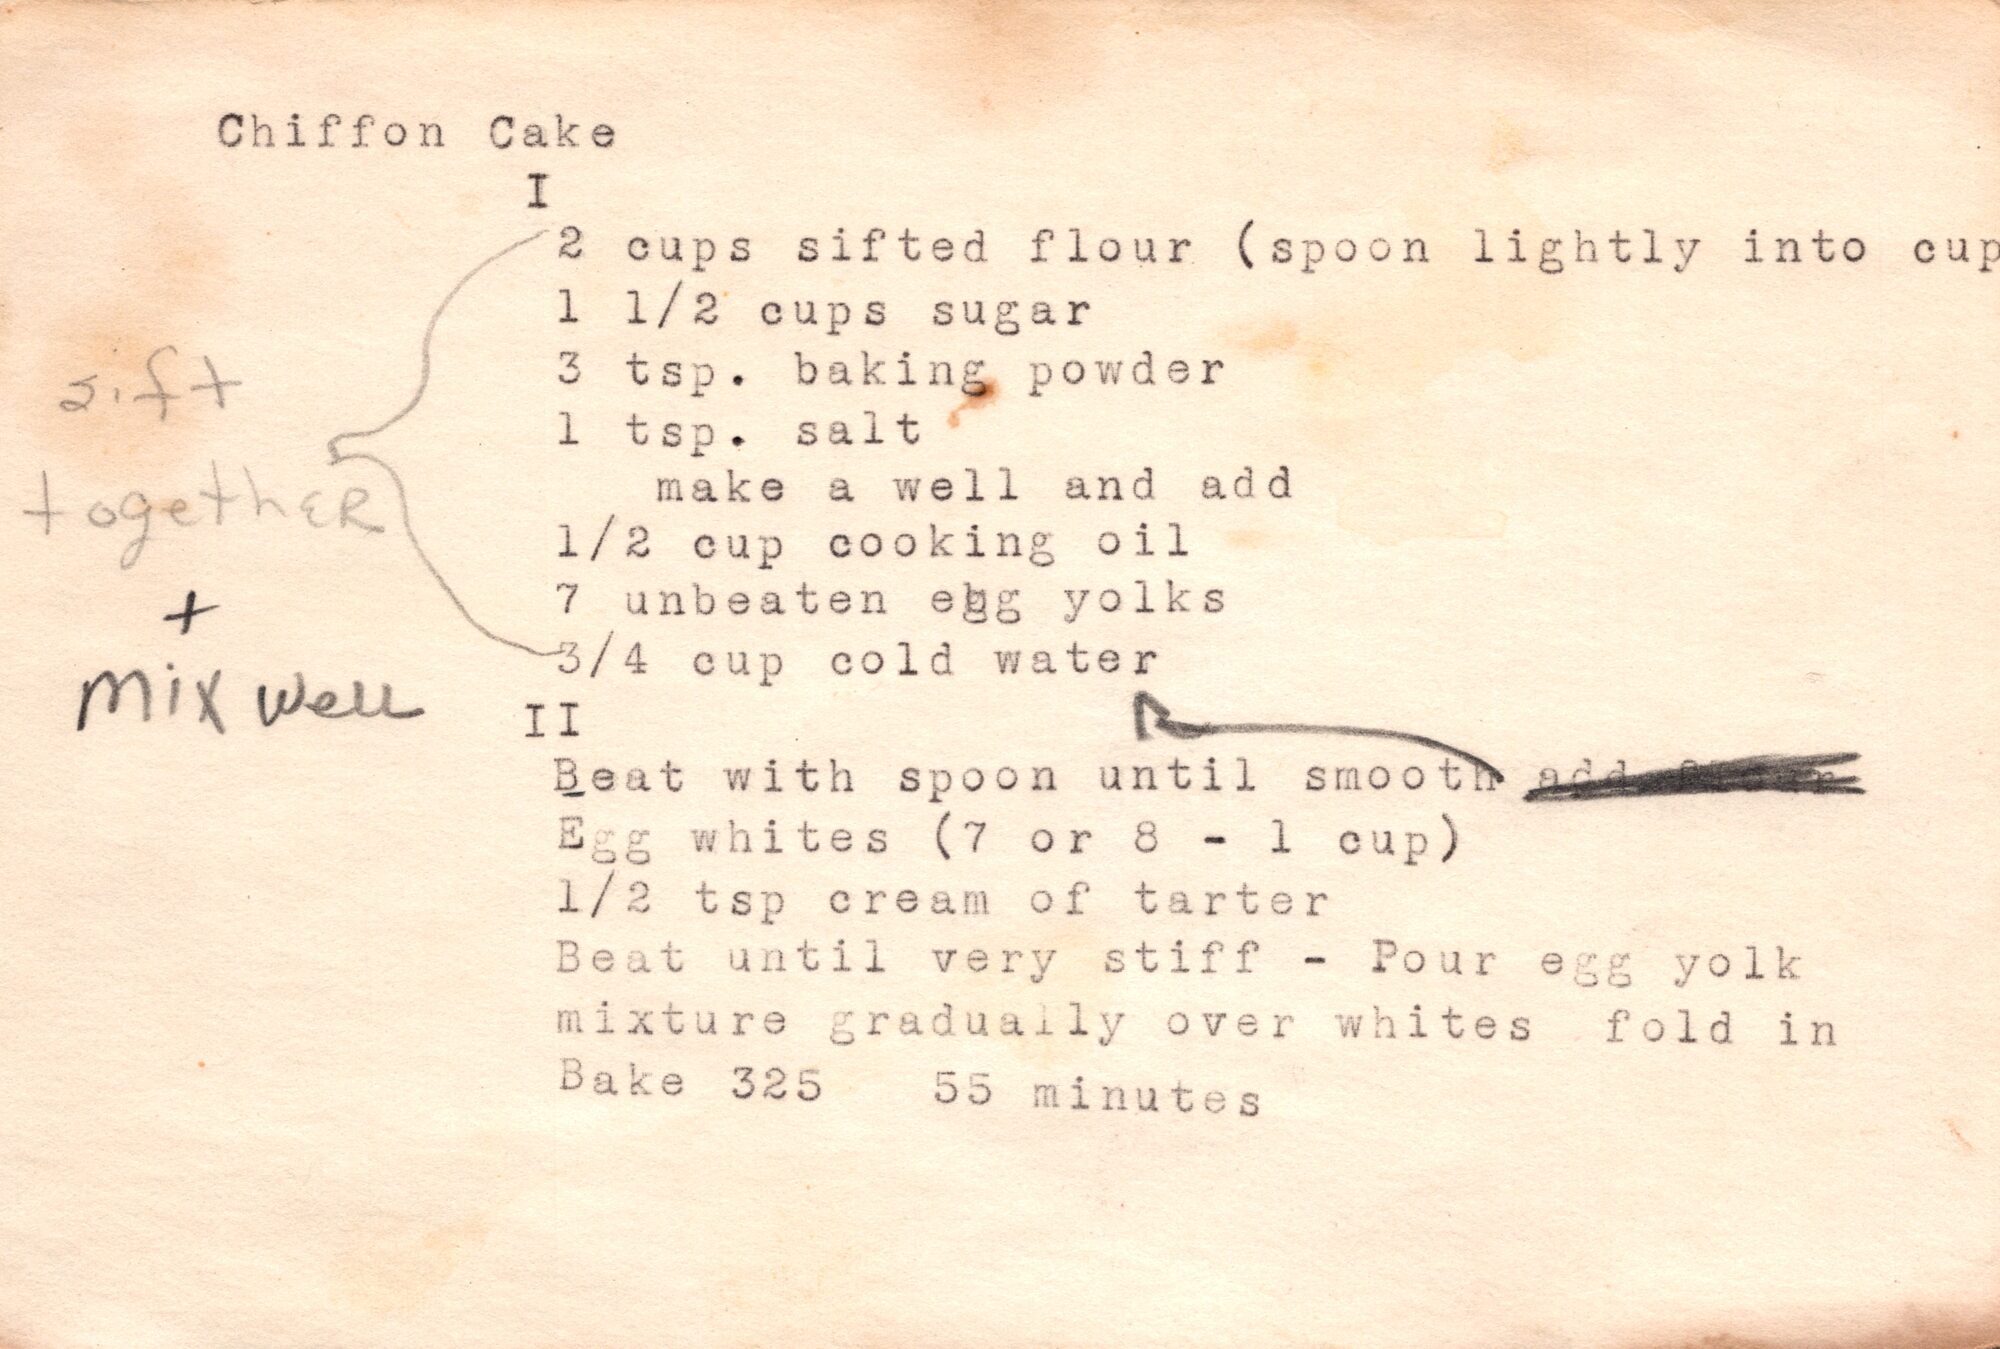 Chiffon Cake
I
2 cups sifted flour (spoon lightly into cup
1 1/2 cups sugar
3 tsp. baking powder
1 tsp. salt
make a well and add
1/2 cup cooking oil
7 unbeaten egg yolks
3/4 cup cold water
sift
together
+
Mix well
II
Beat with spoon until smooth add flour
Egg whites (7 or 8 - 1 cup)
1/2 tsp cream of tarter
Beat until very stiff - Pour egg yolk
mixture gradually over whites fold in
Bake 325 55 minutes